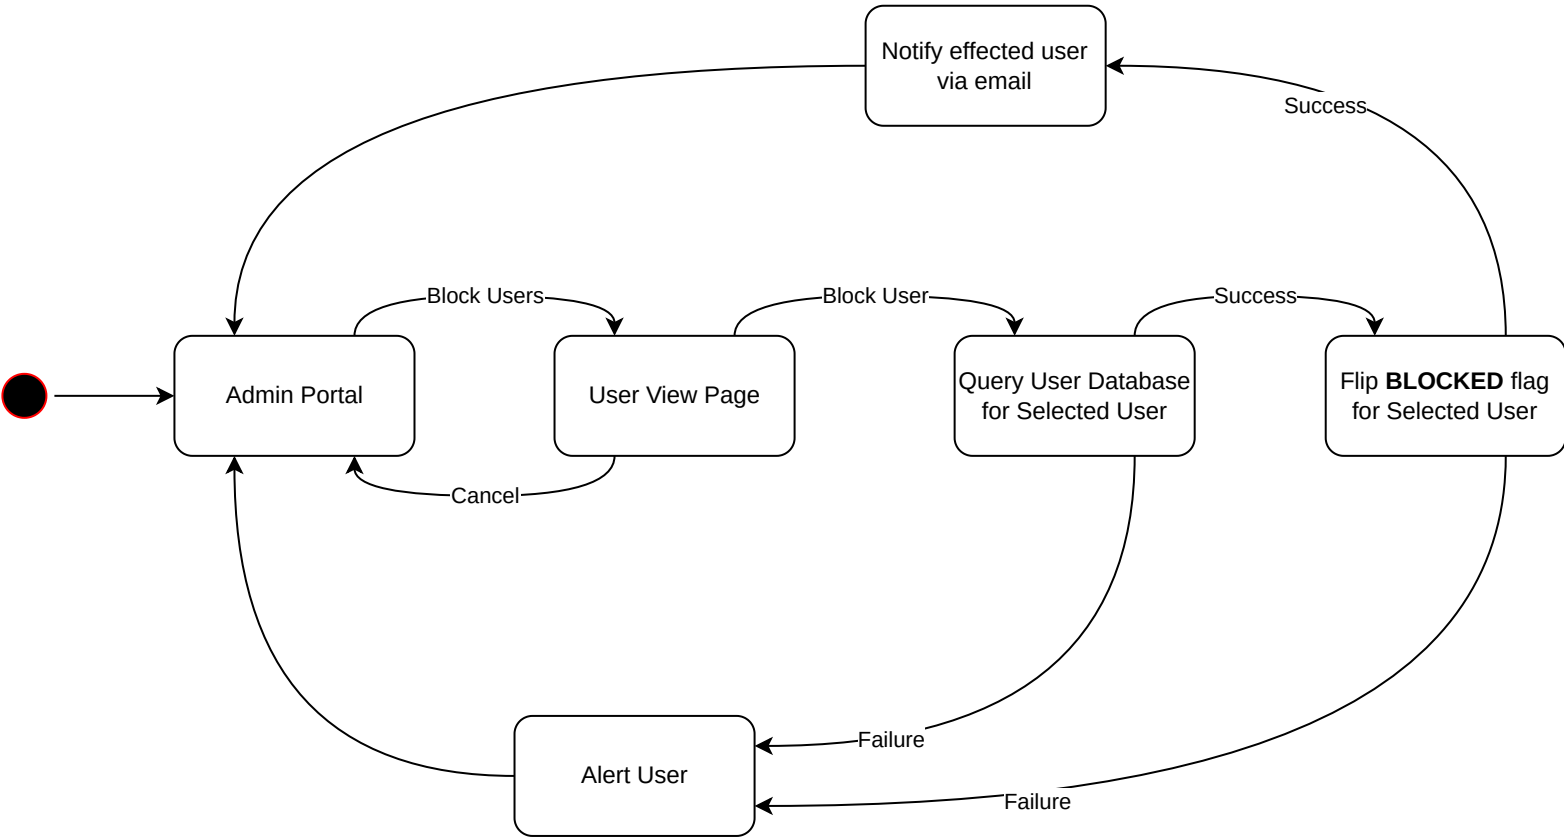 Notify effected user
via email
Success
Block Users
Block User
Success
Admin Portal
User View Page
Query User Database
for Selected User
Flip BLOCKED flag
for Selected User
Cancel
Failure
Alert User
Failure